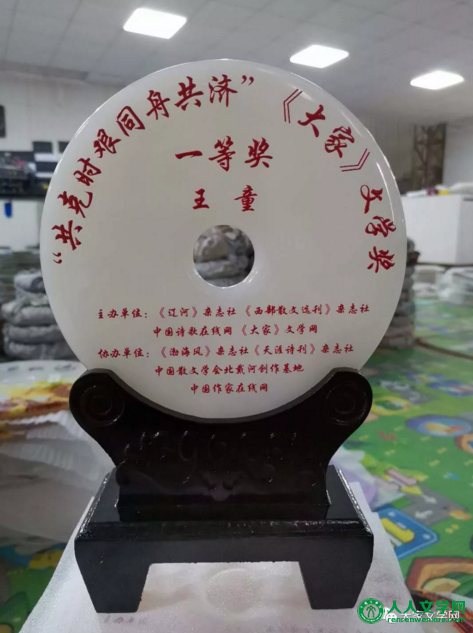 “共克时艰同舟共济”《大家》文学奖
一等奖
王 童
主办单位:《辽河》杂志社 《西部散文选刊》杂志社
中国诗歌在线网 《大家》文学网
协办单位:《渤海风》杂志社《天涯诗刊》杂志社
中国散文学会北戴河创作基地
中国作家在线网
人人文学网